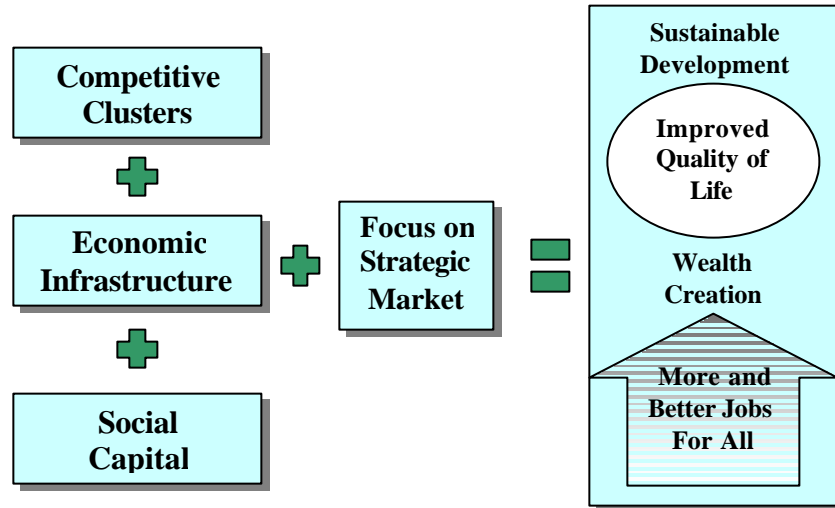 Competitive
Clusters
Economic
Infrastructure
Social
Capital
Focus on
Strategic
Market
Sustainable
Development
Improved
Quality of
Life
Wealth
Creation
More and
Better Jobs
For All